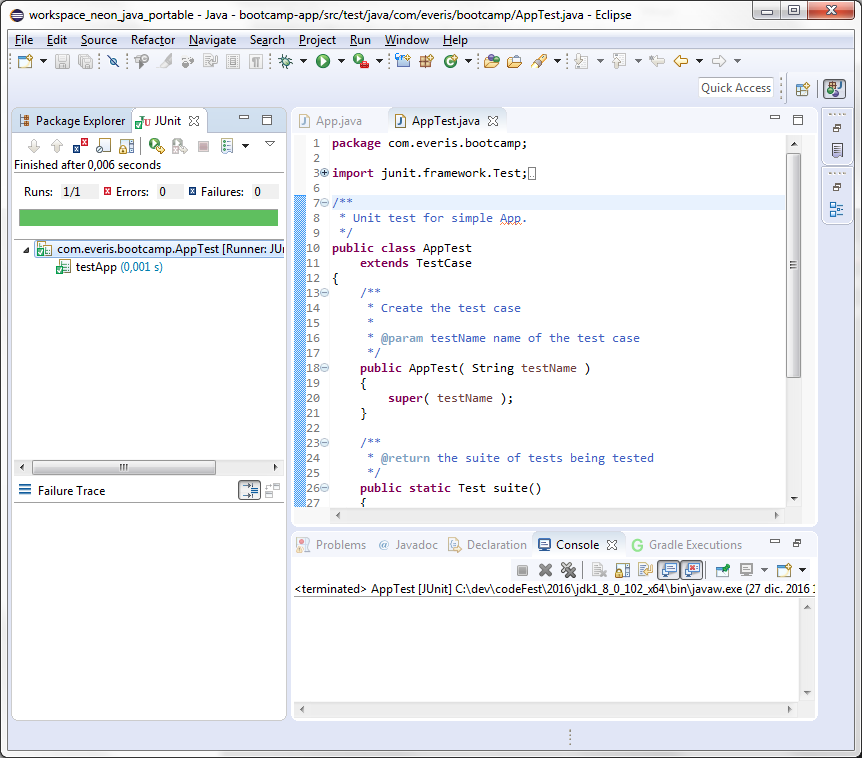 workspace_neon_java_portable - Java - bootcamp-app/src/test/java/com/everis/bootcamp/AppTest.java - Eclipse
File Edit Source Refactor Navigate Search Project Run Window Help
Quick Access
Package Explorer JUnit
Finished after 0,006 seconds
Runs: 1/1 Errors: 0 Failures: 0
com.everis.bootcamp.AppTest [Runner: JU
testApp (0,001 s)
Failure Trace
App.java AppTest.java
1 package com.everis.bootcamp;
2
3 import junit.framework.Test;
6
7 /**
8  * Unit test for simple App.
9  */
10 public class AppTest
11     extends TestCase
12 {
13     /**
14      * Create the test case
15      *
16      * @param testName name of the test case
17      */
18     public AppTest( String testName )
19     {
20         super( testName );
21     }
22
23     /**
24      * @return the suite of tests being tested
25      */
26     public static Test suite()
27     {
Problems @ Javadoc Declaration Console Gradle Executions
<terminated> AppTest [JUnit] C:\dev\codeFest\2016\jdk1_8_0_102_x64\bin\javaw.exe (27 dic. 2016 1